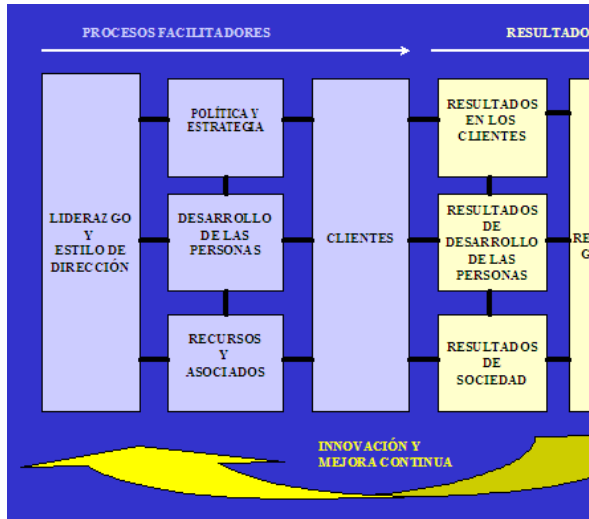 PROCESOS FACILITADORES
RESULTADO
LIDERAZGO
Y
ESTILO DE
DIRECCIÓN
POLÍTICA Y
ESTRATEGIA
DESARROLLO
DE LAS
PERSONAS
RECURSOS
Y
ASOCIADOS
CLIENTES
RESULTADOS
EN LOS
CLIENTES
RESULTADOS
DE
DESARROLLO
DE LAS
PERSONAS
RESULTADOS
DE
SOCIEDAD
RE
G
INNOVACIÓN Y
MEJORA CONTINUA